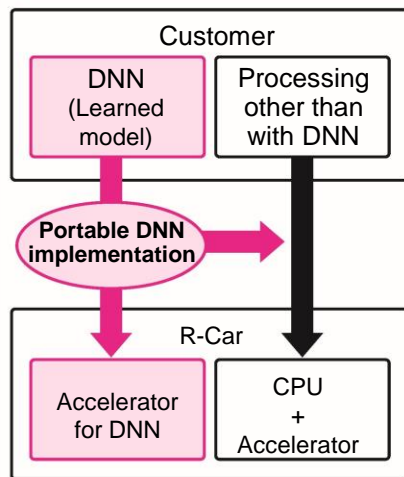 Customer
DNN
(Learned
model)
Processing
other than
with DNN
Portable DNN
implementation
R-Car
Accelerator
for DNN
CPU
+
Accelerator